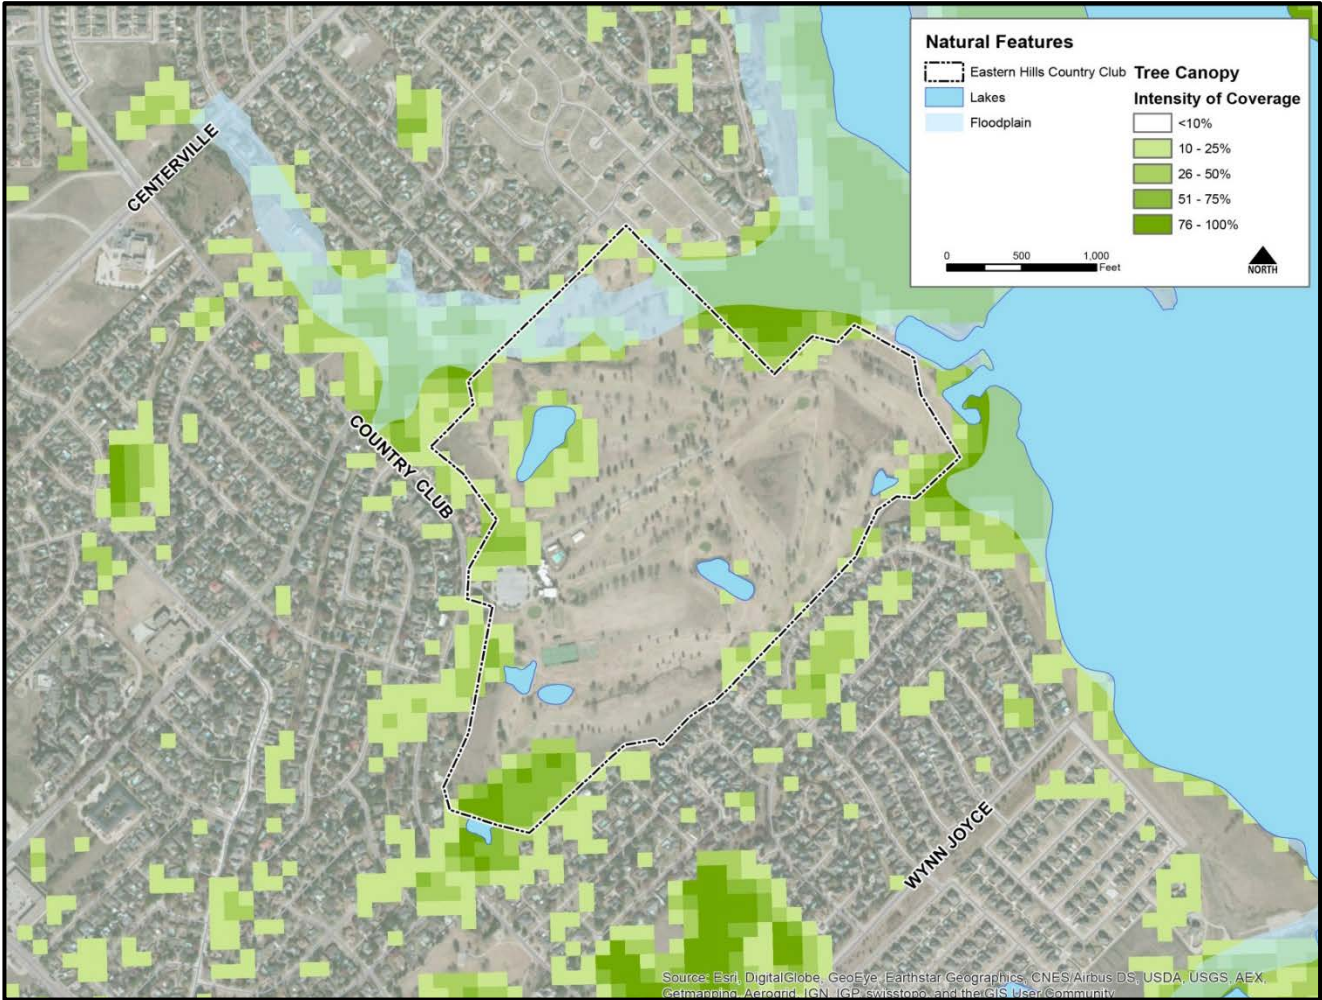 Natural Features
Eastern Hills Country Club
Lakes
Floodplain
Tree Canopy
Intensity of Coverage
<10%
10 - 25%
26 - 50%
51 - 75%
76 - 100%
0 500 1,000
Feet
NORTH
CENTERVILLE
COUNTRY CLUB
WYNN JOYCE
Source: Esri, DigitalGlobe, GeoEye, Earthstar Geographics, CNES/Airbus DS, USDA, USGS, AEX,
Getmapping, Aerogrid, IGN, IGP, swisstopo, and the GIS User Community